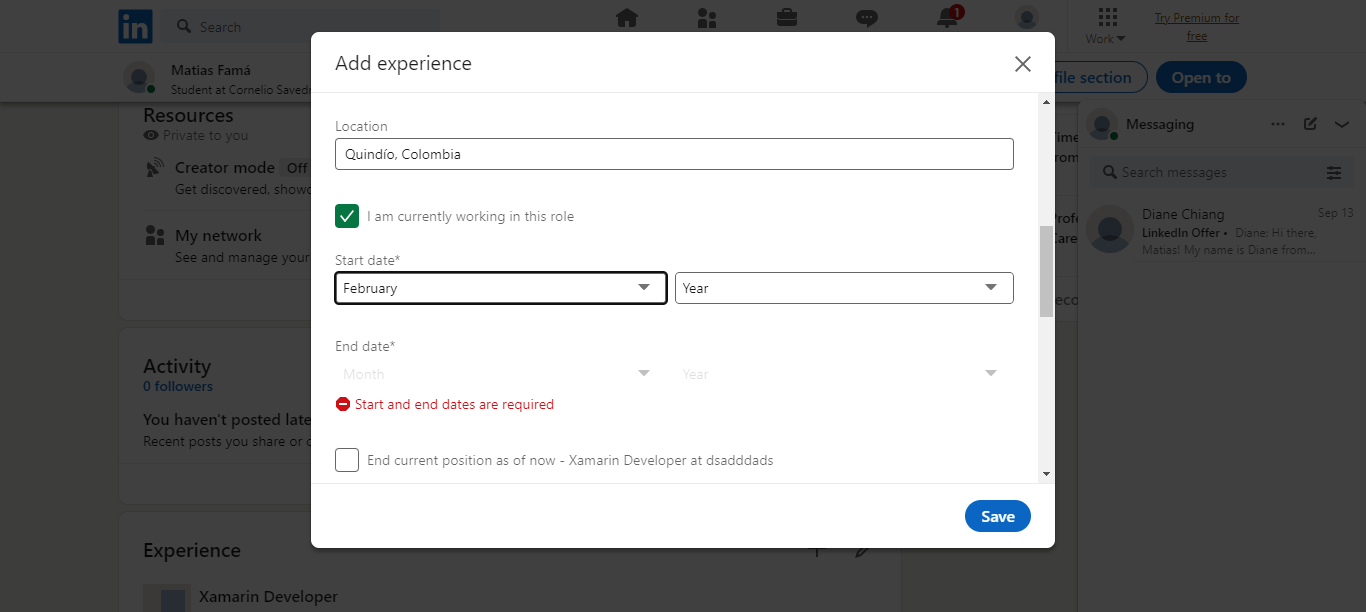 in
Search
1
Work
Try Premium for
free
Matias Famá
Student at Cornelio Saved
file section
Open to
Resources
Private to you
Creator mode Off
Get discovered, showc
My network
See and manage your
Activity
0 followers
You haven't posted late
Recent posts you share or
Experience
Xamarin Developer
Add experience
Location
Quindío, Colombia
I am currently working in this role
Start date*
February
Year
End date*
Month
Year
Start and end dates are required
End current position as of now - Xamarin Developer at dsadddads
Save
Messaging
Search messages
Diane Chiang
Sep 13
LinkedIn Offer • Diane: Hi there,
Matias! My name is Diane from...